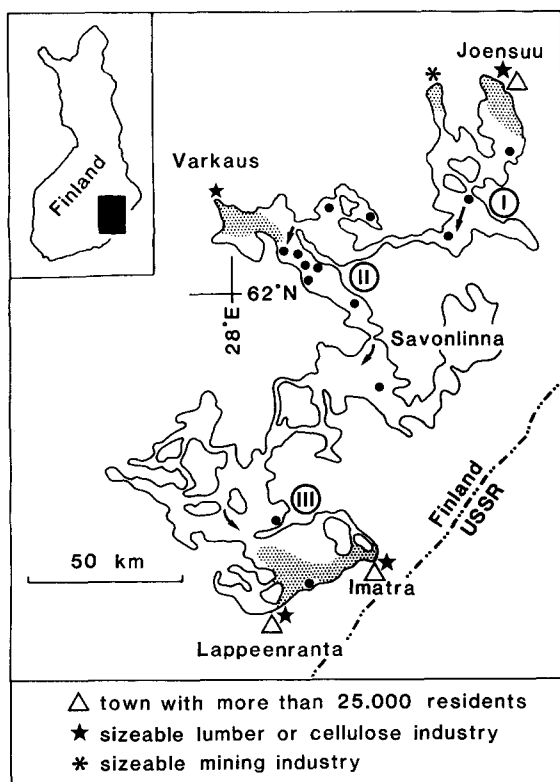 Joensuu
Varkaus
Finland
I
II
62°N
28°E
Savonlinna
III
Finland
USSR
50 km
Imatra
Lappeenranta
town with more than 25.000 residents
sizeable lumber or cellulose industry
sizeable mining industry